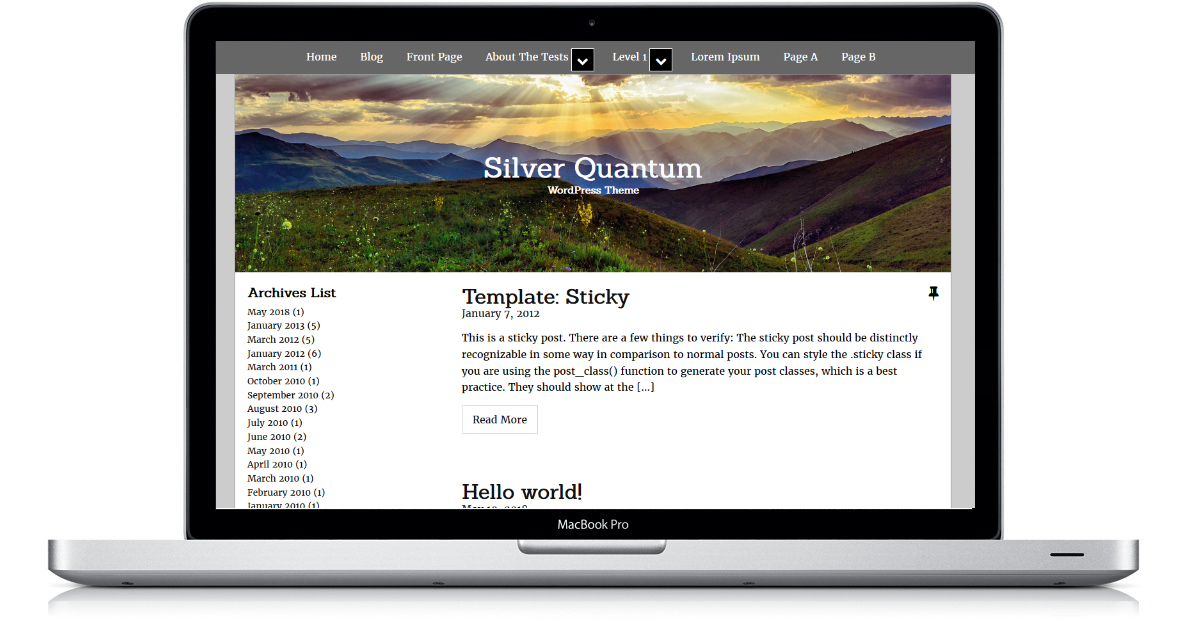 Home Blog Front Page About The Tests Level 1 Lorem Ipsum Page A Page B
Silver Quantum
WordPress Theme
Archives List
May 2018 (1)
January 2013 (5)
March 2012 (5)
January 2012 (6)
March 2011 (1)
October 2010 (1)
September 2010 (2)
August 2010 (3)
July 2010 (1)
June 2010 (2)
May 2010 (1)
April 2010 (1)
March 2010 (1)
February 2010 (1)
January 2010 (1)
Template: Sticky
January 7, 2012
This is a sticky post. There are a few things to verify: The sticky post should be distinctly
recognizable in some way in comparison to normal posts. You can style the .sticky class if
you are using the post_class() function to generate your post classes, which is a best
practice. They should show at the [...]
Read More
Hello world!
MacBook Pro